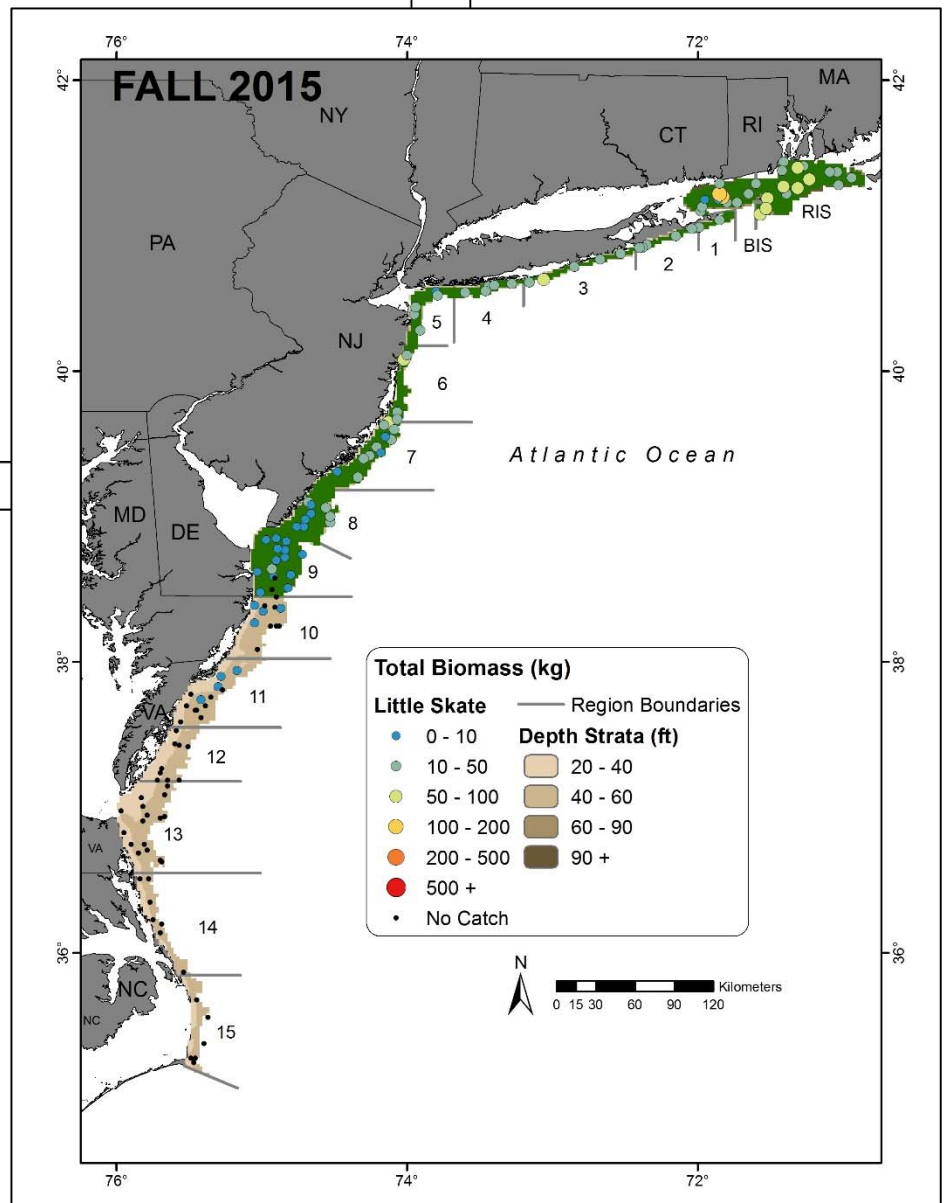 76°
74°
72°
42°
42°
FALL 2015
NY
MA
CT
RI
PA
RIS
BIS
1
2
3
4
5
NJ
40°
40°
6
Atlantic Ocean
7
MD
DE
8
9
10
38°
38°
11
VA
12
13
VA
14
NC
NC
15
36°
36°
Total Biomass (kg)
Little Skate
Region Boundaries
0 - 10
Depth Strata (ft)
10 - 50
20 - 40
50 - 100
40 - 60
100 - 200
60 - 90
200 - 500
90 +
500 +
No Catch
N
Kilometers
0 15 30 60 90 120
76°
74°
72°